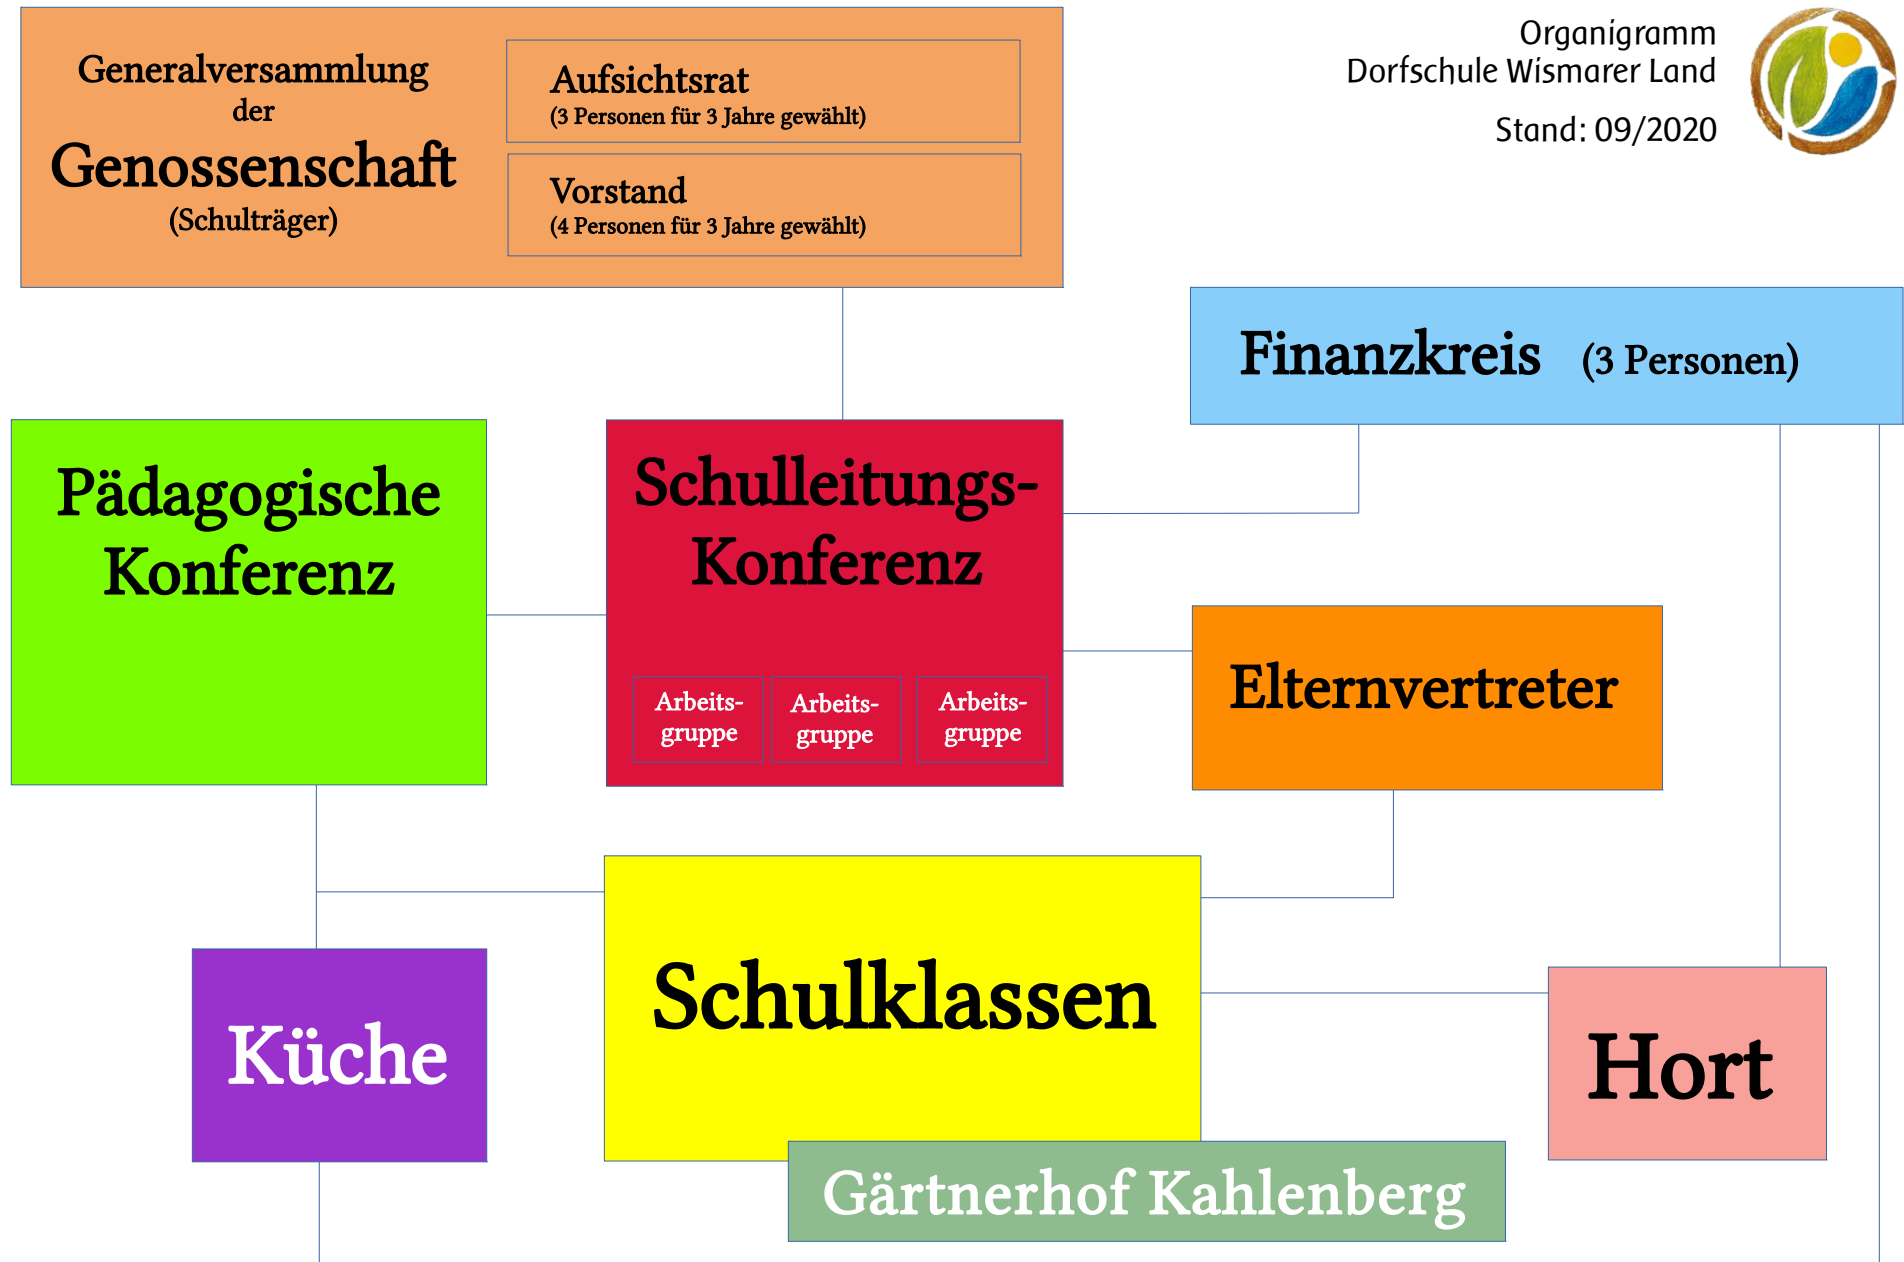 Generalversammlung
der
Genossenschaft
(Schulträger)
Aufsichtsrat
(3 Personen für 3 Jahre gewählt)
Vorstand
(4 Personen für 3 Jahre gewählt)
Organigramm
Dorfschule Wismarer Land
Stand: 09/2020
Finanzkreis (3 Personen)
Pädagogische
Konferenz
Schulleitungs-
Konferenz
Arbeits-
gruppe
Arbeits-
gruppe
Arbeits-
gruppe
Elternvertreter
Küche
Schulklassen
Hort
Gärtnerhof Kahlenberg